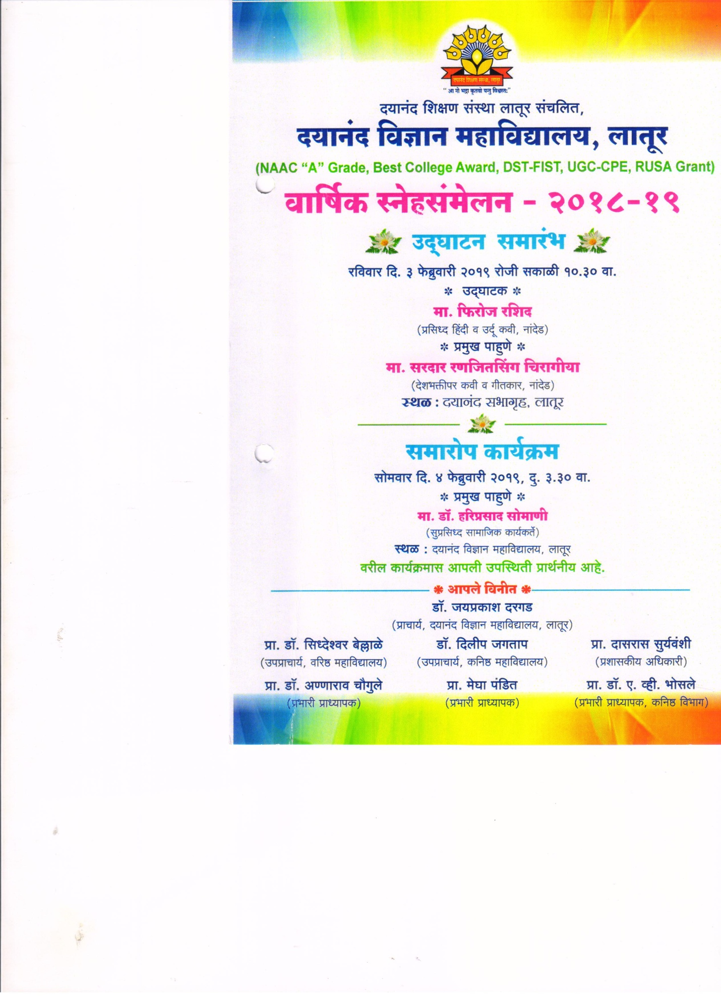 दयानंद शिक्षण संस्था, लातूर
“ आ नो भद्रा कृतवो यन्तु विश्वस्तः”
दयानंद शिक्षण संस्था लातूर संचलित,
दयानंद विज्ञान महाविद्यालय, लातूर
(NAAC “A” Grade, Best College Award, DST-FIST, UGC-CPE, RUSA Grant)
वार्षिक स्नेहसंमेलन - २०१८-१९
उद्घाटन समारंभ
रविवार दि. ३ फेब्रुवारी २०१९ रोजी सकाळी १०.३० वा.
* उद्घाटक *
मा. फिरोज रशिद
(प्रसिध्द हिंदी व उर्दू कवी, नांदेड)
* प्रमुख पाहुणे *
मा. सरदार रणजितसिंग चिरागीया
(देशभक्तीपर कवी व गीतकार, नांदेड)
स्थळ : दयानंद सभागृह, लातूर
समारोप कार्यक्रम
सोमवार दि. ४ फेब्रुवारी २०१९, दु. ३.३० वा.
* प्रमुख पाहुणे *
मा. डॉ. हरिप्रसाद सोमाणी
(सुप्रसिध्द सामाजिक कार्यकर्ते)
स्थळ : दयानंद विज्ञान महाविद्यालय, लातूर
वरील कार्यक्रमास आपली उपस्थिती प्रार्थनीय आहे.
* आपले विनीत *
डॉ. जयप्रकाश दरगड
(प्राचार्य, दयानंद विज्ञान महाविद्यालय, लातूर)
प्रा. डॉ. सिध्देश्वर बेल्लाळे डॉ. दिलीप जगताप प्रा. दासरास सुर्यवंशी
(उपप्राचार्य, वरिष्ठ महाविद्यालय) (उपप्राचार्य, कनिष्ठ महाविद्यालय) (प्रशासकीय अधिकारी)
प्रा. डॉ. अण्णाराव चौगुले प्रा. मेघा पंडित प्रा. डॉ. ए. व्ही. भोसले
(प्रभारी प्राध्यापक) (प्रभारी प्राध्यापक) (प्रभारी प्राध्यापक, कनिष्ठ विभाग)